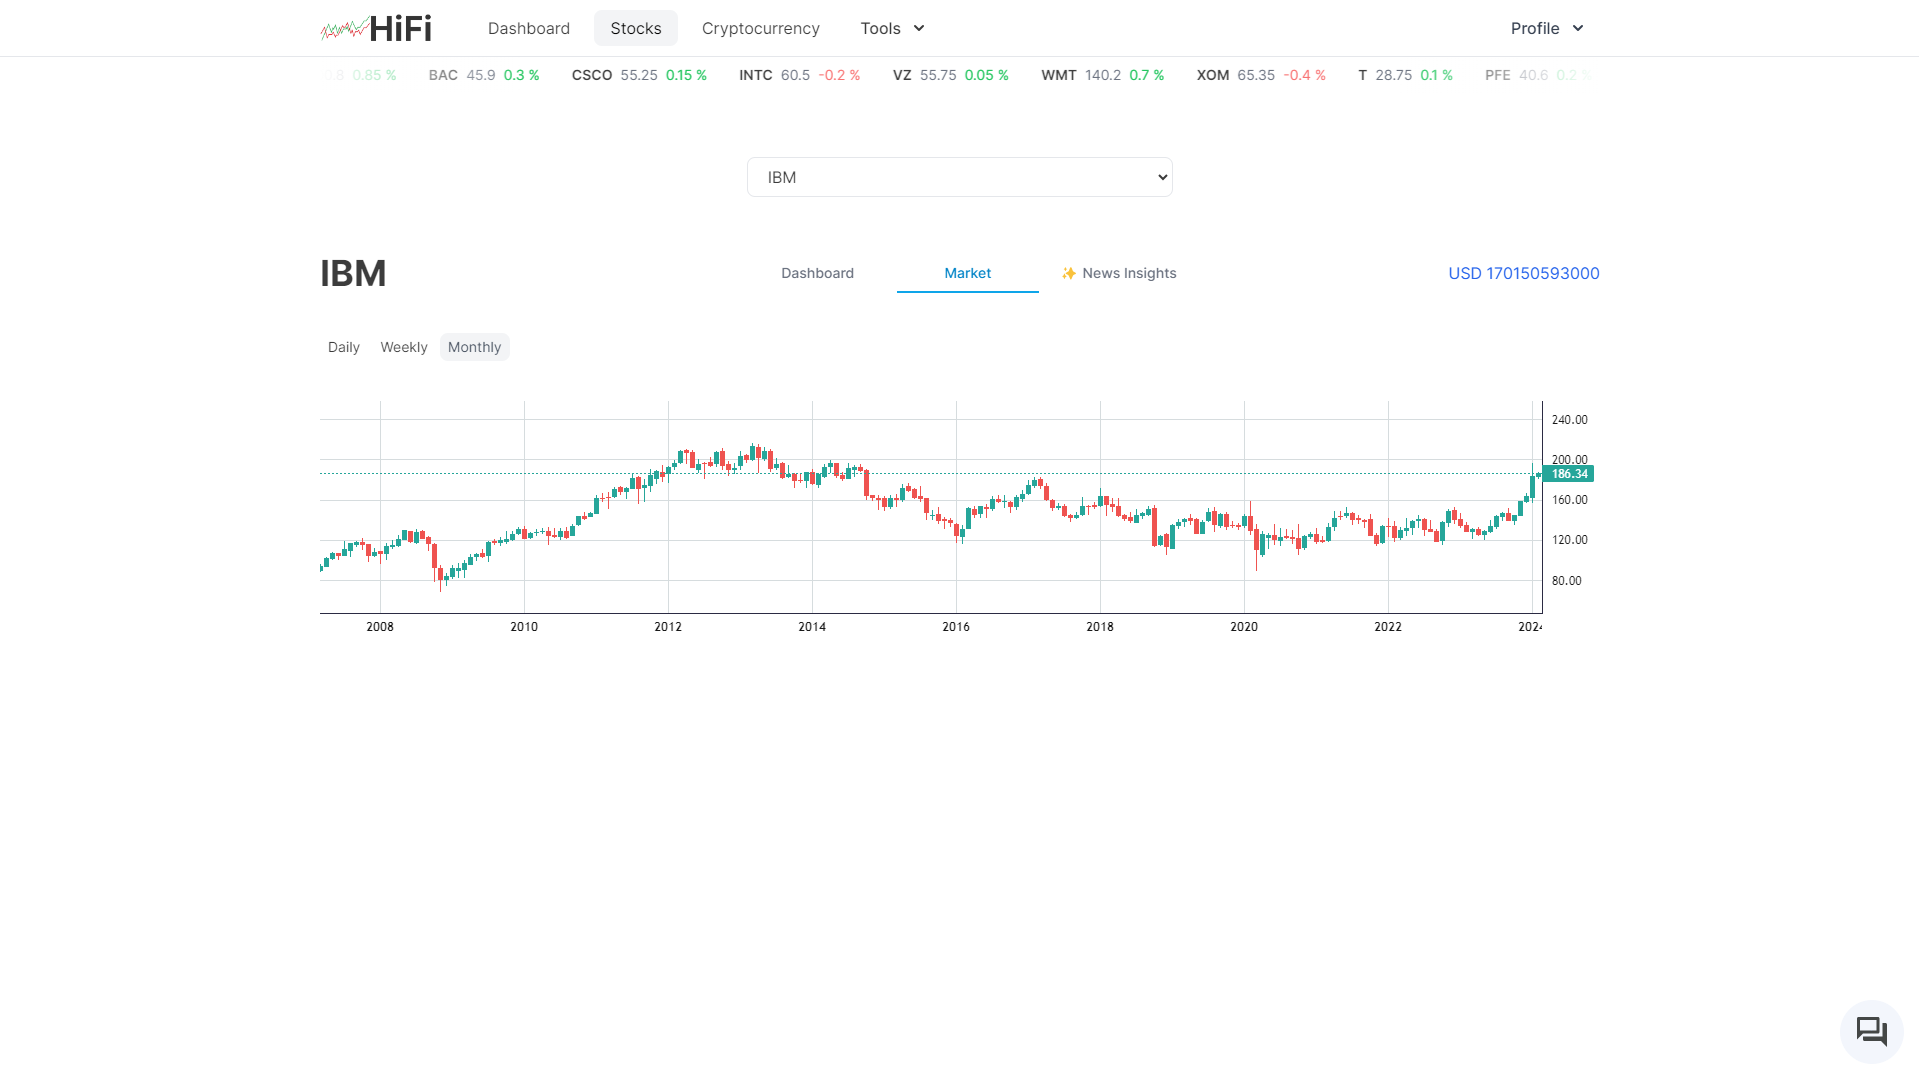 HiFi Dashboard Stocks Cryptocurrency Tools Profile
0.85 % BAC 45.9 0.3 % CSCO 55.25 0.15 % INTC 60.5 -0.2 % VZ 55.75 0.05 % WMT 140.2 0.7 % XOM 65.35 -0.4 % T 28.75 0.1 % PFE 40.6 0.2 %
IBM
IBM Dashboard Market ✨ News Insights USD 170150593000
Daily Weekly Monthly
240.00
200.00
186.34
160.00
120.00
80.00
2008 2010 2012 2014 2016 2018 2020 2022 2024